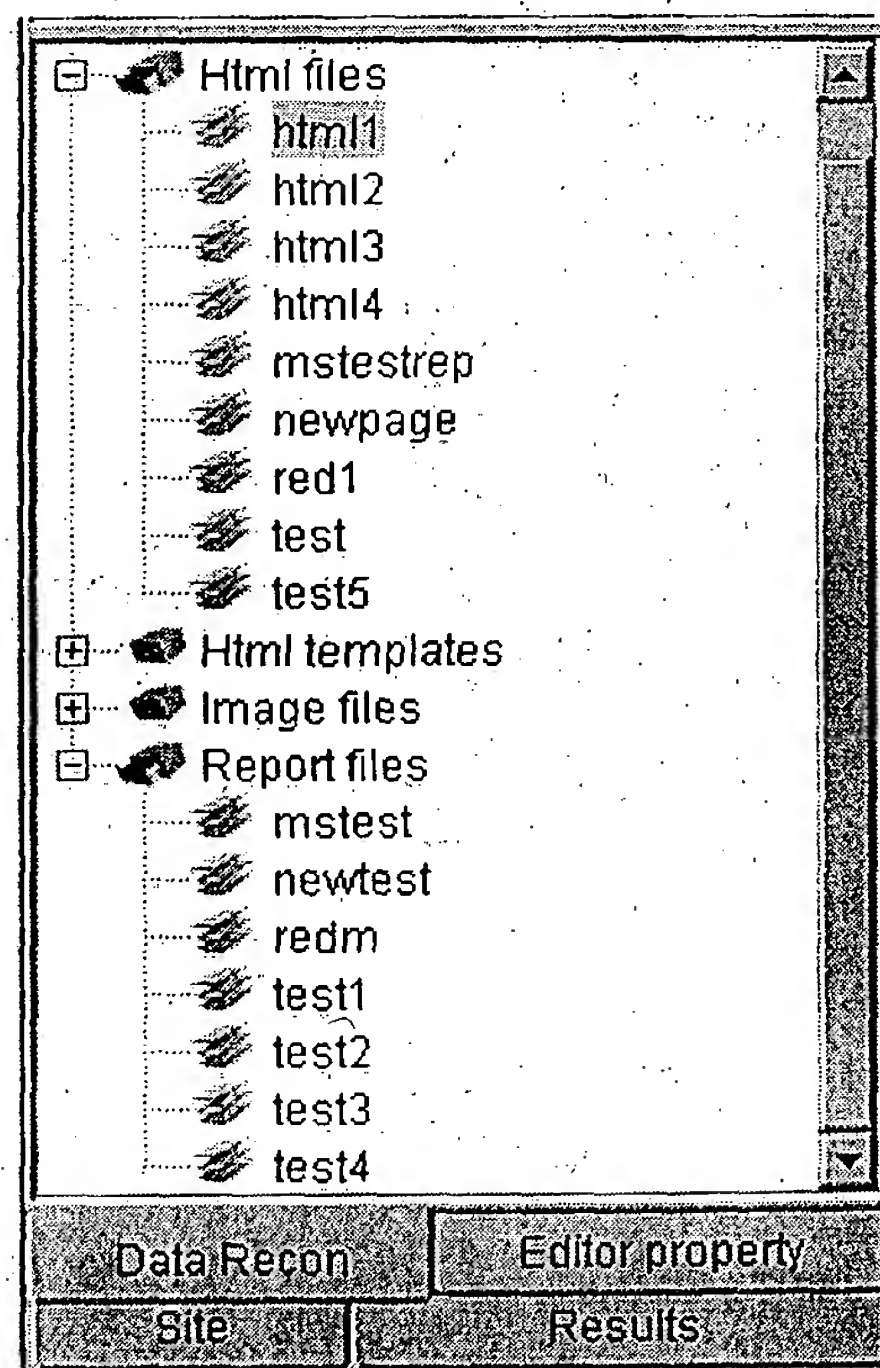 Html files
html1
html2
html3
html4
mstestrep
newpage
red1
test
test5
Html templates
Image files
Report files
mstest
newtest
redm
test1
test2
test3
test4
Data Recon Editor property
Site Results